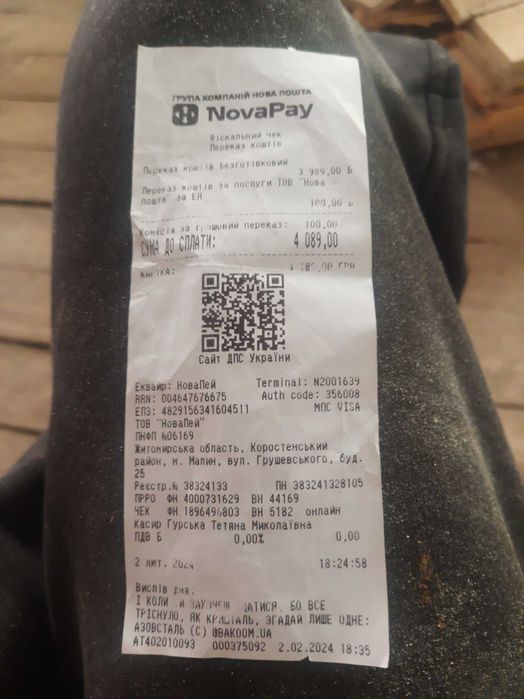 ГРУПА КОМПАНІЙ НОВА ПОШТА
NovaPay
Фіскальний чек
Переказ коштів
Переказ коштів Безготівковий
3 989,00 Б
Переказ коштів за послуги ТОВ "Нова
пошта" за ЕН
100,00 Б
Комісія за грошовий переказ: 100,00
СУМА ДО СПЛАТИ: 4 089,00
КАРТКА: ГРН
Сайт ДПС України
Еквайр: НоваПей Terminal: N2001639
RRN: 004647676675 Auth code: 356008
ЕПЗ: 4829156341604511 МПС VISA
ТОВ "НоваПей"
ПНФП №06169
Житомирська область, Коростенський
район, м. Малин, вул. Грушевського, буд.
25
Реєстр.№ 38324133 ПН 383241328105
ПРРО ФН 4000731629 ВН 44169
ЧЕК ФН 1896496803 ВН 5182 онлайн
Касир Гурська Тетяна Миколаївна
ПДВ Б 0,00% 0,00
2 лют. 2024 18:24:58
Вислів дня:
І КОЛИ БО ВСЕ
ТРІСНУЛО, ЯК КРИШТАЛЬ, ЗГАДАЙ ЛИШЕ ОДНЕ:
АЗОВСТАЛЬ (С) @BAKOOM.UA
AT402010093 000375092 2.02.2024 18:35